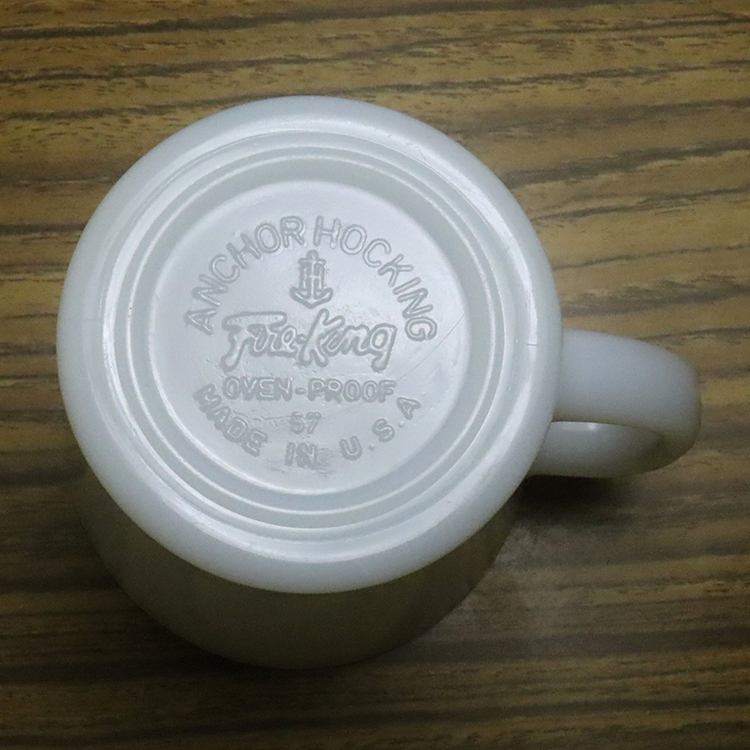 ANCHOR HOCKING
Fire-King
OVEN-PROOF
57
MADE IN U.S.A.